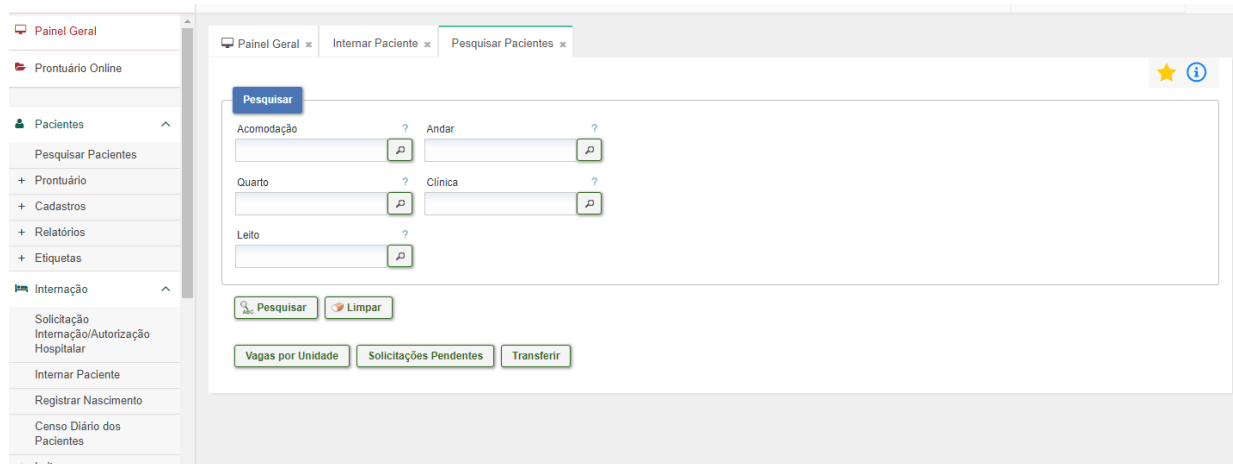 Painel Geral
Prontuário Online
Pacientes
Pesquisar Pacientes
+ Prontuário
+ Cadastros
+ Relatórios
+ Etiquetas
Internação
Solicitação
Internação/Autorização
Hospitalar
Internar Paciente
Registrar Nascimento
Censo Diário dos
Pacientes
Painel Geral × Internar Paciente × Pesquisar Pacientes ×
Pesquisar
Acomodação ? Andar ?
Quarto ? Clínica ?
Leito ?
ABC Pesquisar Limpar
Vagas por Unidade Solicitações Pendentes Transferir